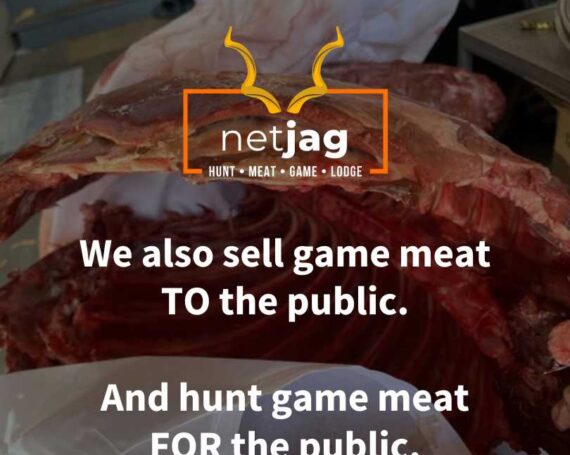 netjag
HUNT • MEAT • GAME • LODGE
We also sell game meat
TO the public.
And hunt game meat
FOR the public.